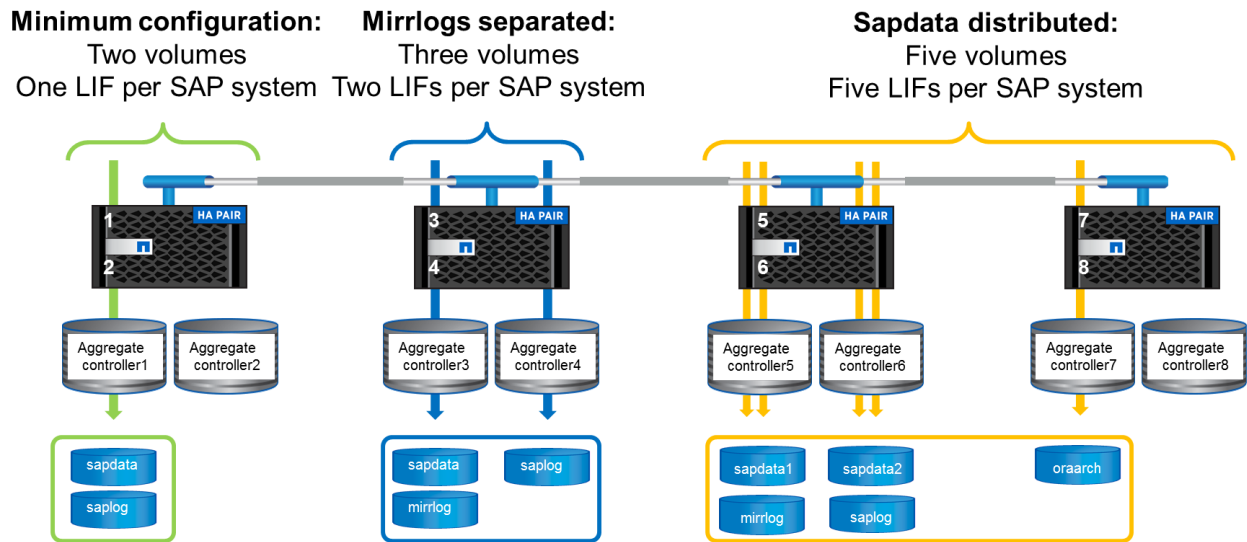 Minimum configuration:
Two volumes
One LIF per SAP system
Mirrlogs separated:
Three volumes
Two LIFs per SAP system
Sapdata distributed:
Five volumes
Five LIFs per SAP system
1
HA PAIR
2
3
HA PAIR
4
5
HA PAIR
6
7
HA PAIR
8
Aggregate
controller1
Aggregate
controller2
Aggregate
controller3
Aggregate
controller4
Aggregate
controller5
Aggregate
controller6
Aggregate
controller7
Aggregate
controller8
sapdata
saplog
sapdata
saplog
mirrlog
sapdata1
sapdata2
oraarch
mirrlog
saplog